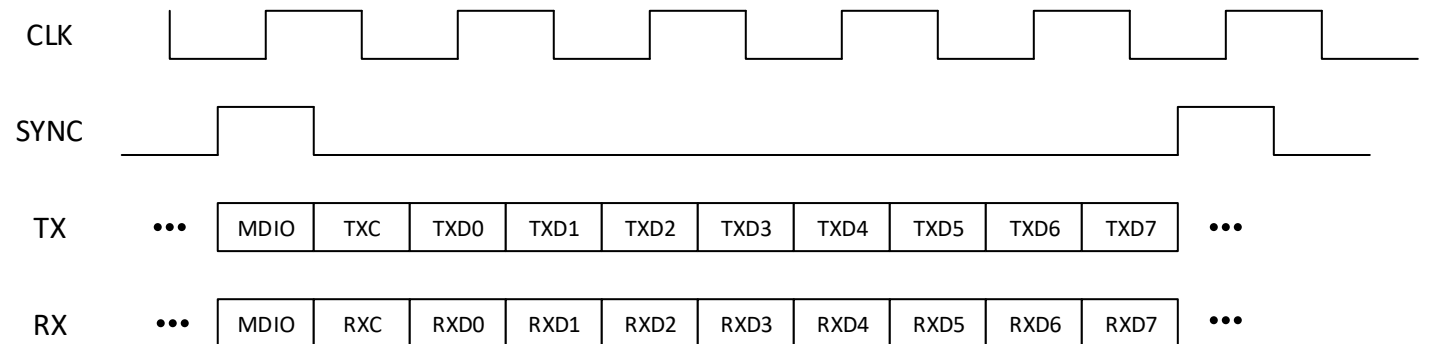 CLK
SYNC
TX ••• MDIO TXC TXD0 TXD1 TXD2 TXD3 TXD4 TXD5 TXD6 TXD7 •••
RX ••• MDIO RXC RXD0 RXD1 RXD2 RXD3 RXD4 RXD5 RXD6 RXD7 •••